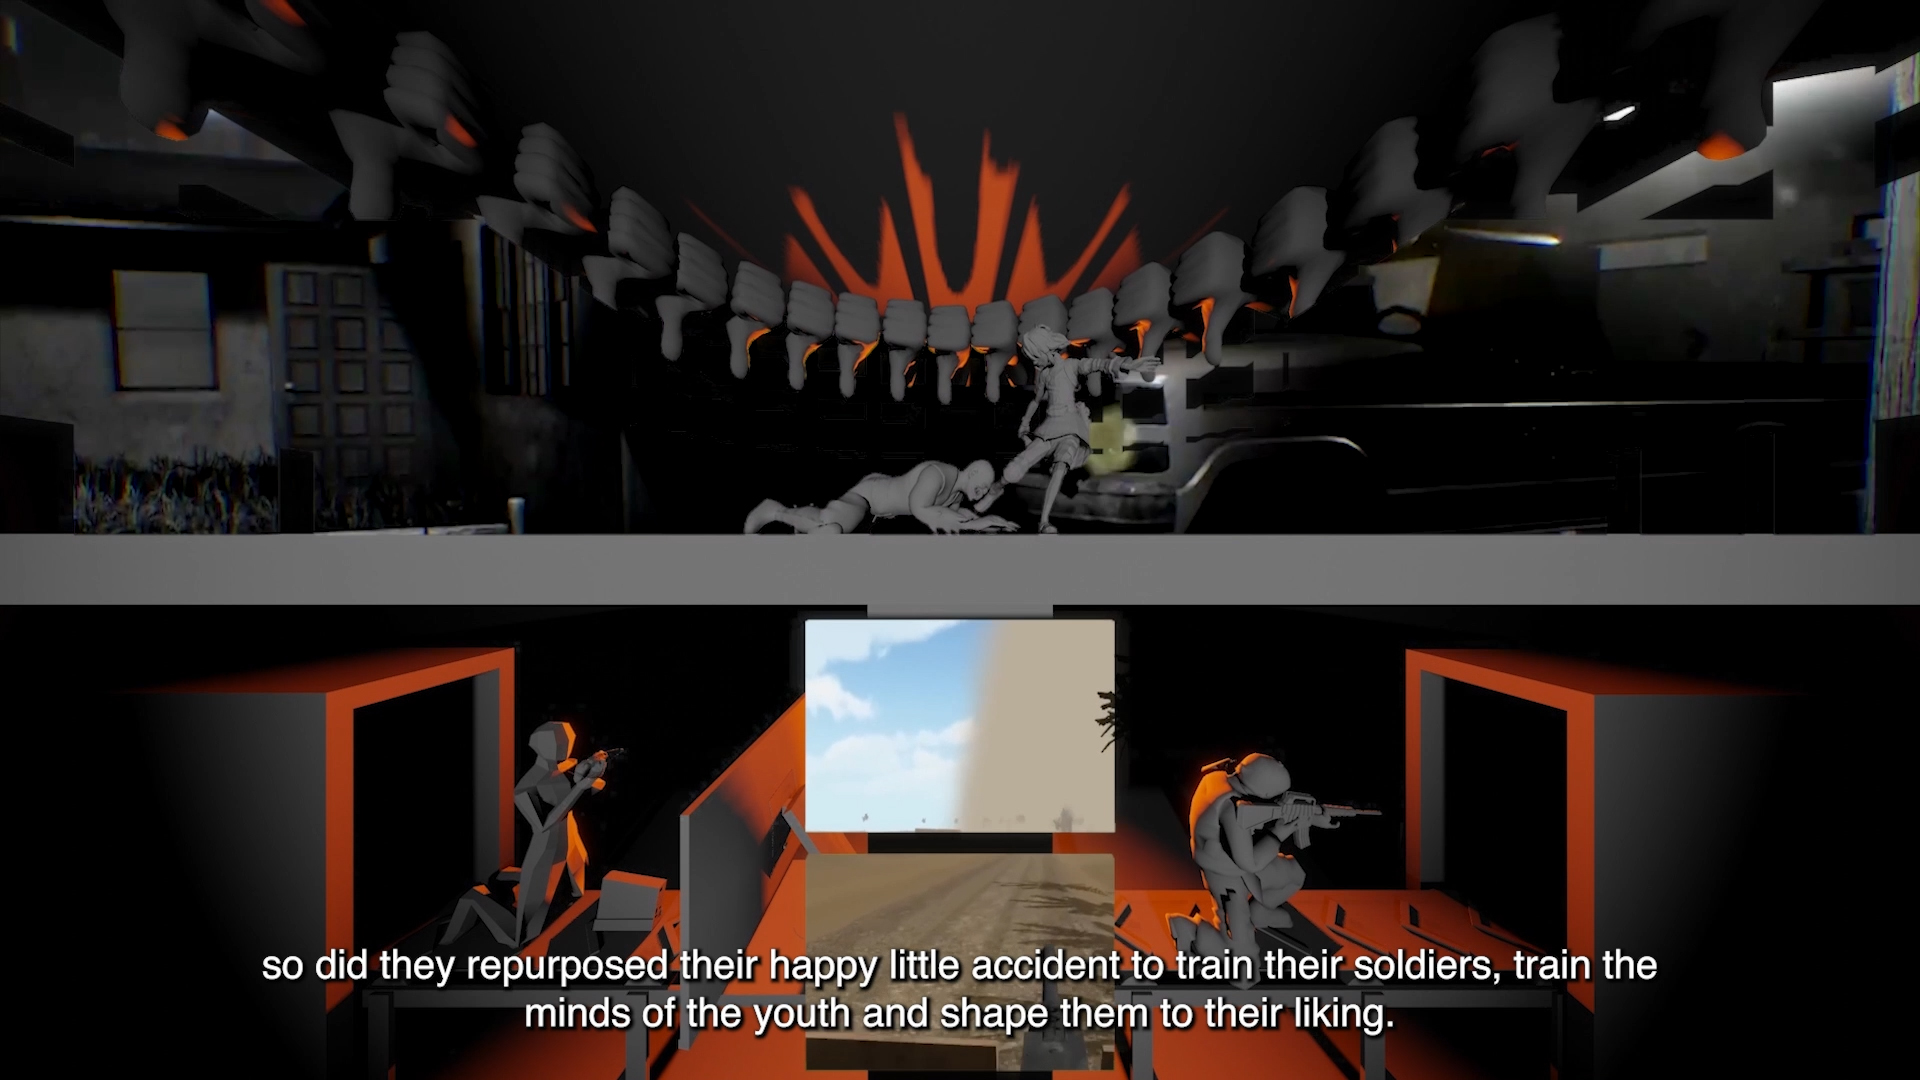 so did they repurposed their happy little accident to train their soldiers, train the
minds of the youth and shape them to their liking.